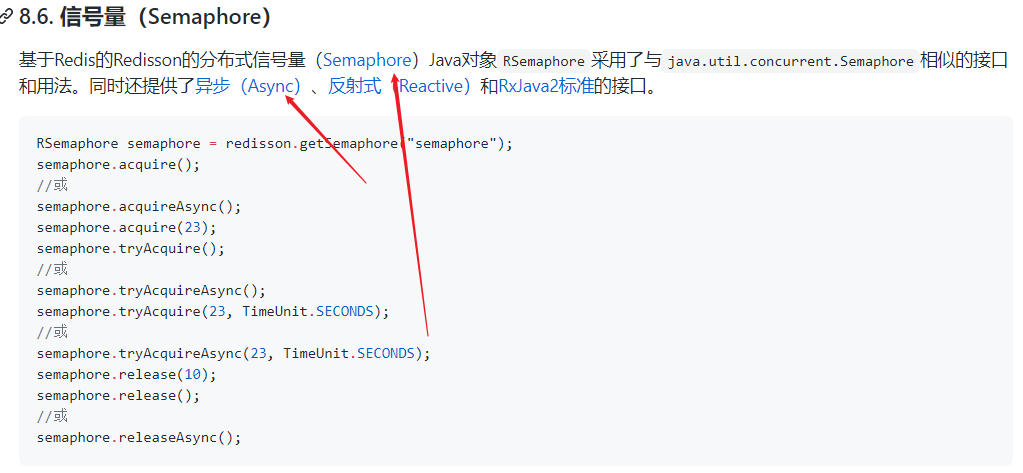 8.6. 信号量（Semaphore）
基于Redis的Redisson的分布式信号量（Semaphore）Java对象 RSemaphore 采用了与 java.util.concurrent.Semaphore 相似的接口
和用法。同时还提供了异步（Async）、反射式（Reactive）和RxJava2标准的接口。
RSemaphore semaphore = redisson.getSemaphore("semaphore");
semaphore.acquire();
//或
semaphore.acquireAsync();
semaphore.acquire(23);
semaphore.tryAcquire();
//或
semaphore.tryAcquireAsync();
semaphore.tryAcquire(23, TimeUnit.SECONDS);
//或
semaphore.tryAcquireAsync(23, TimeUnit.SECONDS);
semaphore.release(10);
semaphore.release();
//或
semaphore.releaseAsync();